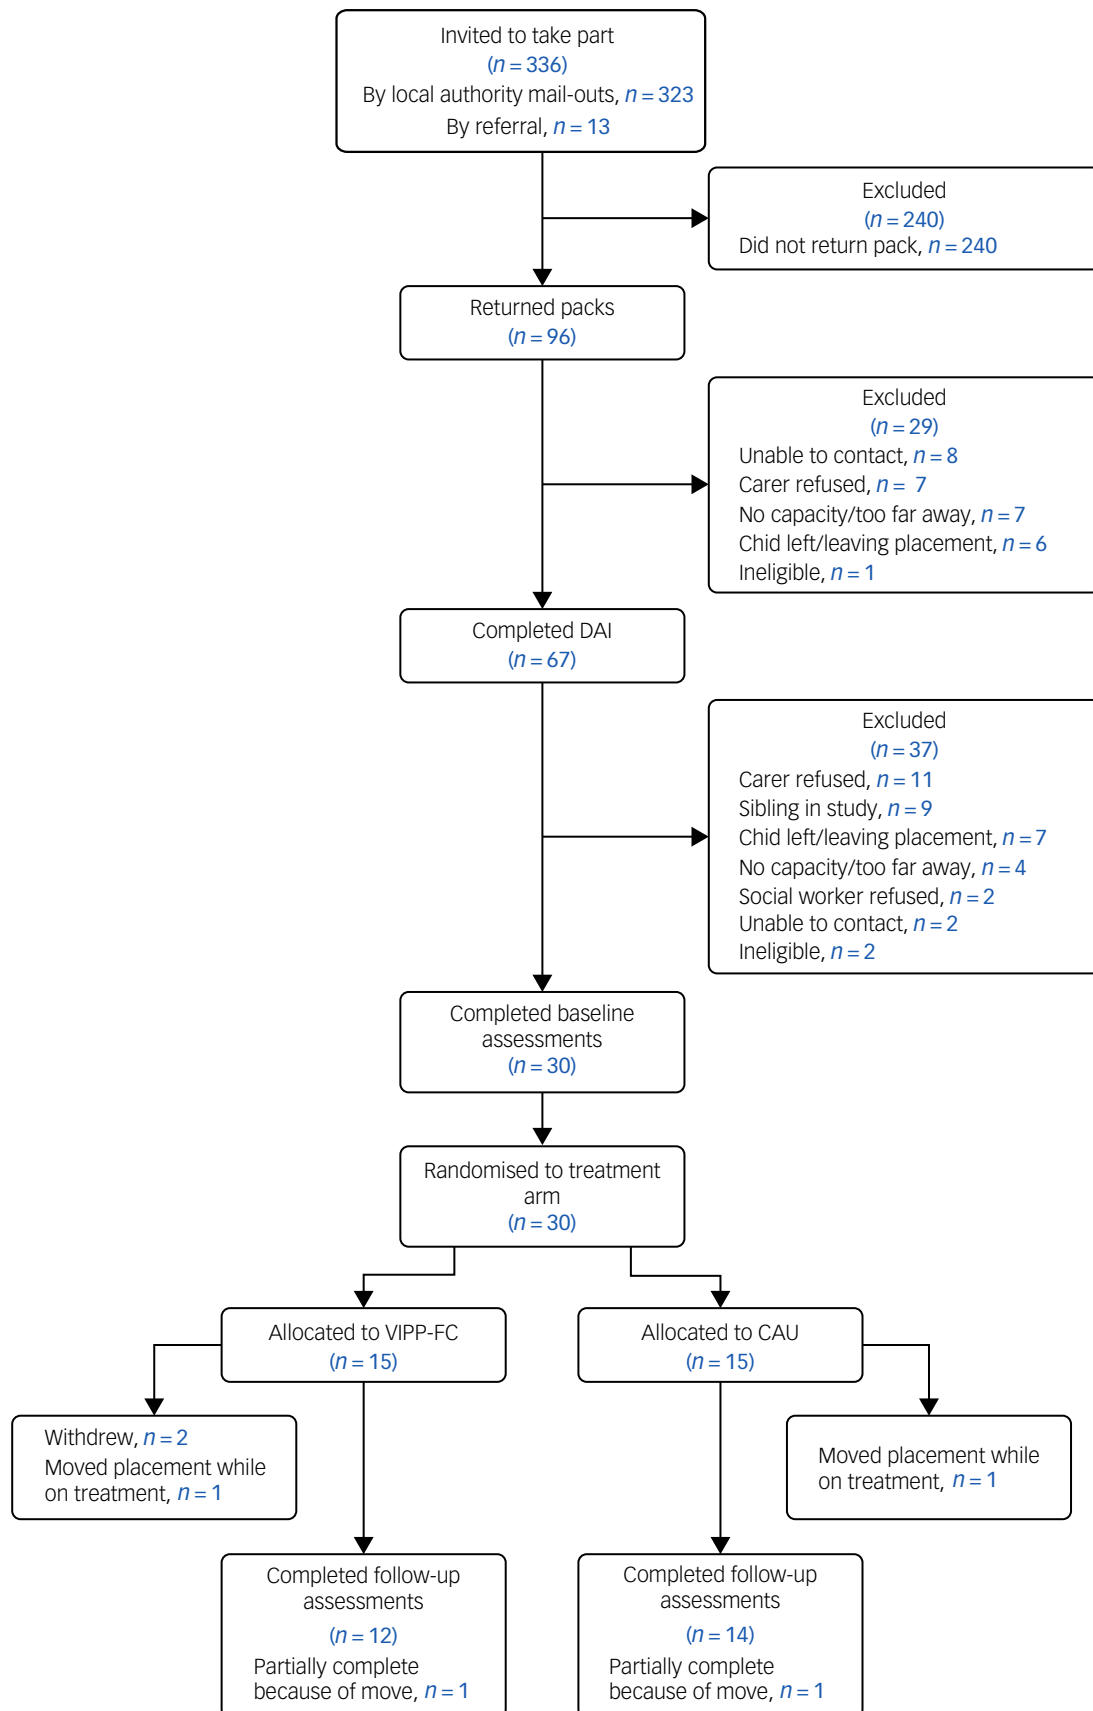 Invited to take part
(n = 336)
By local authority mail-outs, n = 323
By referral, n = 13
Excluded
(n = 240)
Did not return pack, n = 240
Returned packs
(n = 96)
Excluded
(n = 29)
Unable to contact, n = 8
Carer refused, n = 7
No capacity/too far away, n = 7
Chid left/leaving placement, n = 6
Ineligible, n = 1
Completed DAI
(n = 67)
Excluded
(n = 37)
Carer refused, n = 11
Sibling in study, n = 9
Chid left/leaving placement, n = 7
No capacity/too far away, n = 4
Social worker refused, n = 2
Unable to contact, n = 2
Ineligible, n = 2
Completed baseline
assessments
(n = 30)
Randomised to treatment
arm
(n = 30)
Allocated to VIPP-FC
(n = 15)
Allocated to CAU
(n = 15)
Withdrew, n = 2
Moved placement while
on treatment, n = 1
Moved placement while
on treatment, n = 1
Completed follow-up
assessments
(n = 12)
Partially complete
because of move, n = 1
Completed follow-up
assessments
(n = 14)
Partially complete
because of move, n = 1